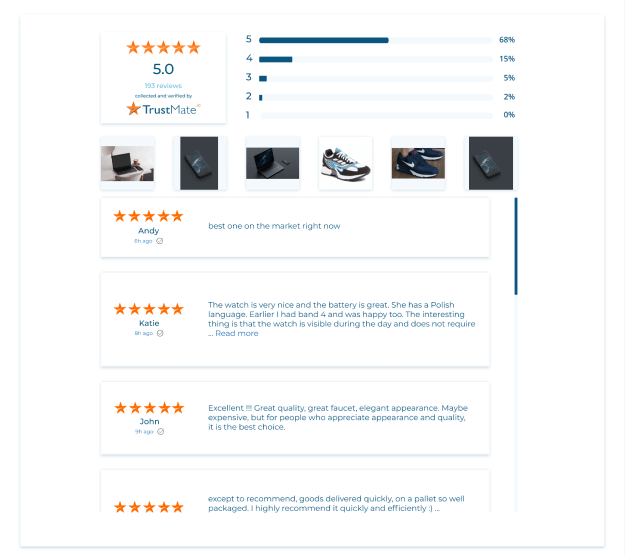 5.0
193 reviews
collected and verified by
TrustMate
5 68%
4 15%
3 5%
2 2%
1 0%
Andy
6h ago
best one on the market right now
Katie
8h ago
The watch is very nice and the battery is great. She has a Polish
language. Earlier I had band 4 and was happy too. The interesting
thing is that the watch is visible during the day and does not require
... Read more
John
9h ago
Excellent !!! Great quality, great faucet, elegant appearance. Maybe
expensive, but for people who appreciate appearance and quality,
it is the best choice.
except to recommend, goods delivered quickly, on a pallet so well
packaged. I highly recommend it quickly and efficiently :) ...